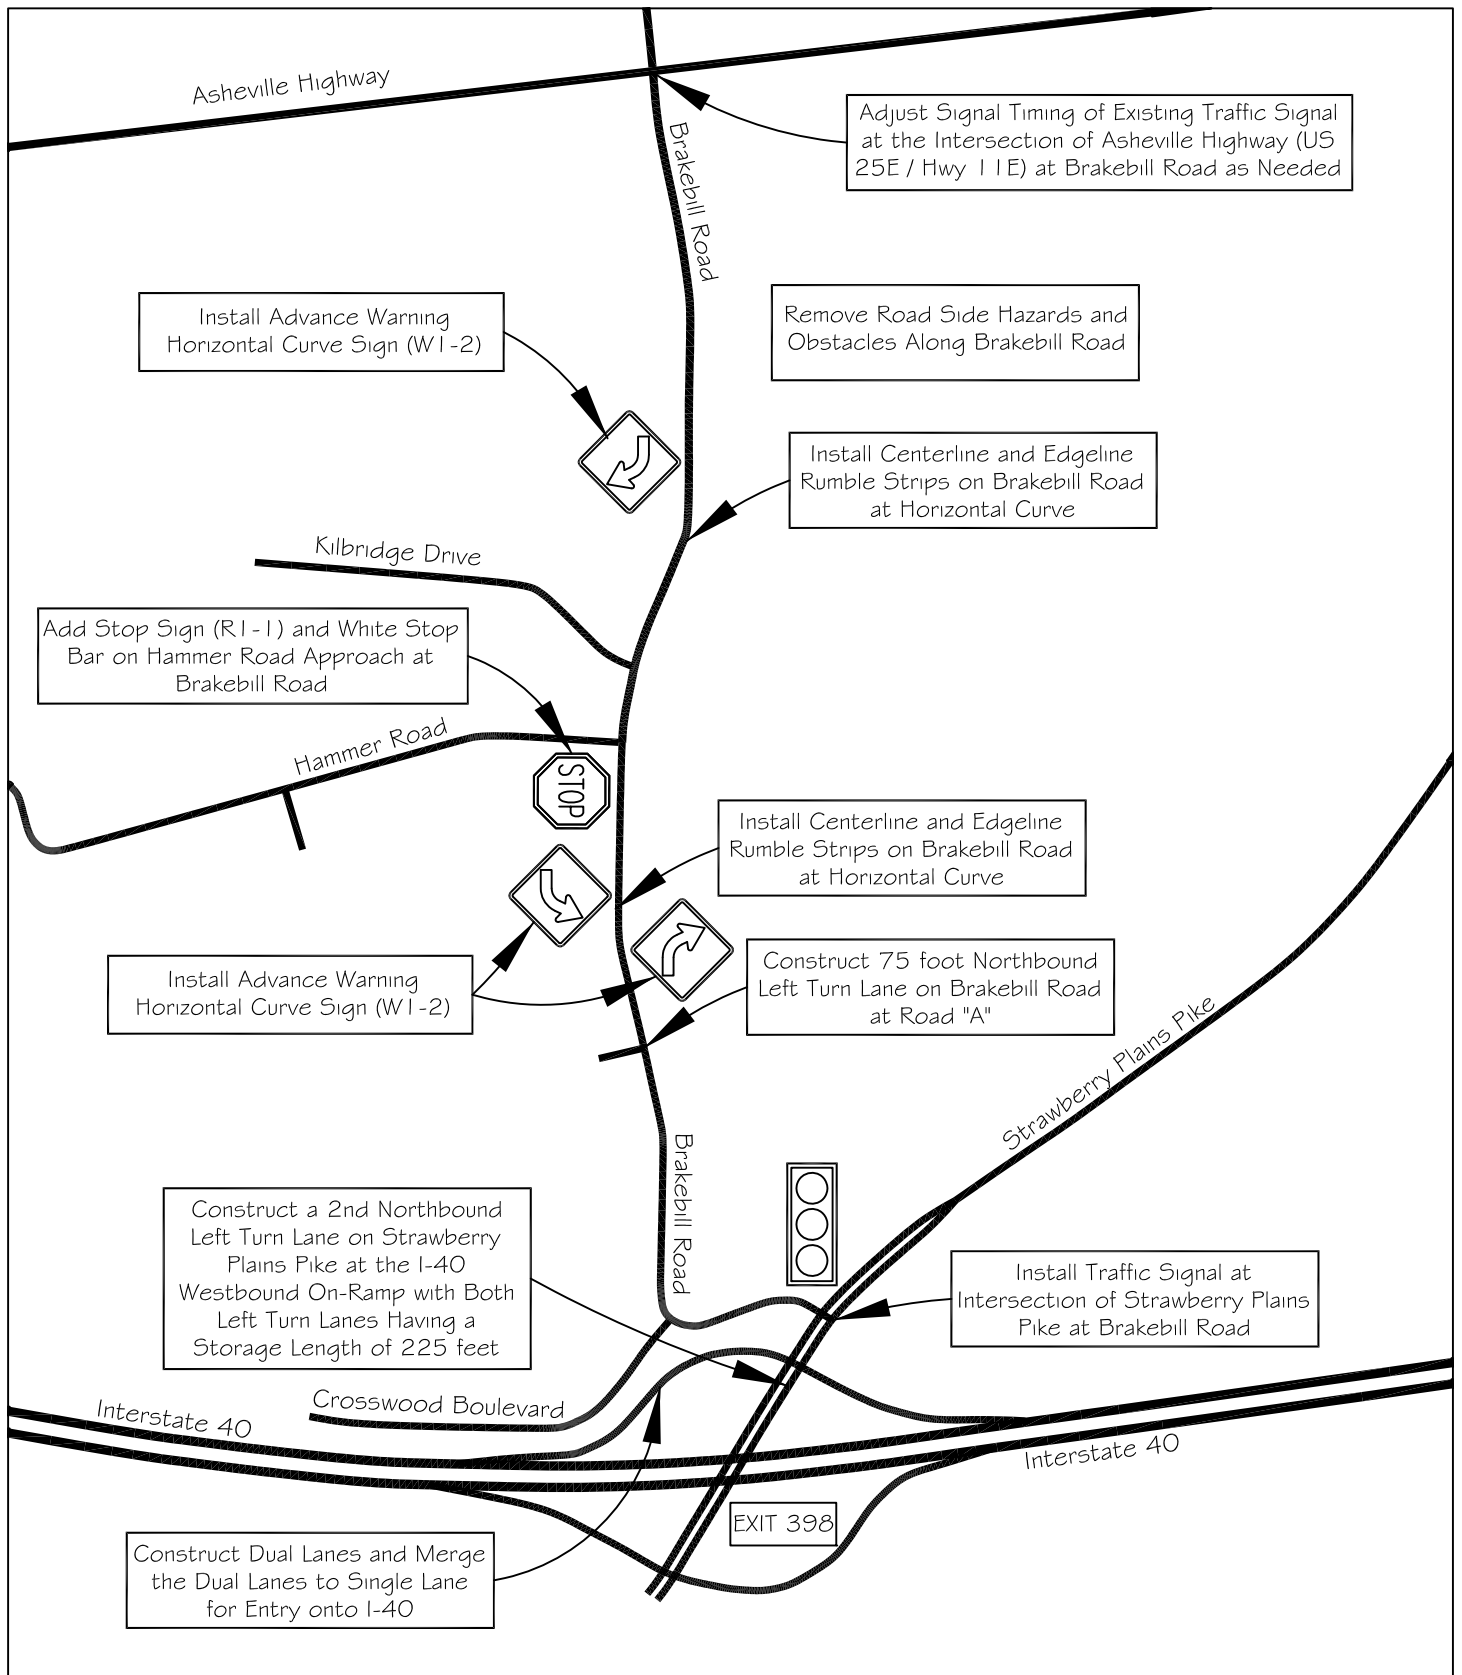 Asheville Highway
Adjust Signal Timing of Existing Traffic Signal
at the Intersection of Asheville Highway (US
25E / Hwy 11E) at Brakebill Road as Needed
Brakebill Road
Install Advance Warning
Horizontal Curve Sign (W1-2)
Remove Road Side Hazards and
Obstacles Along Brakebill Road
Install Centerline and Edgeline
Rumble Strips on Brakebill Road
at Horizontal Curve
Kilbridge Drive
Add Stop Sign (R1-1) and White Stop
Bar on Hammer Road Approach at
Brakebill Road
Hammer Road
STOP
Install Centerline and Edgeline
Rumble Strips on Brakebill Road
at Horizontal Curve
Install Advance Warning
Horizontal Curve Sign (W1-2)
Construct 75 foot Northbound
Left Turn Lane on Brakebill Road
at Road "A"
Strawberry Plains Pike
Brakebill Road
Construct a 2nd Northbound
Left Turn Lane on Strawberry
Plains Pike at the I-40
Westbound On-Ramp with Both
Left Turn Lanes Having a
Storage Length of 225 feet
Install Traffic Signal at
Intersection of Strawberry Plains
Pike at Brakebill Road
Crosswood Boulevard
Interstate 40
Interstate 40
EXIT 398
Construct Dual Lanes and Merge
the Dual Lanes to Single Lane
for Entry onto I-40